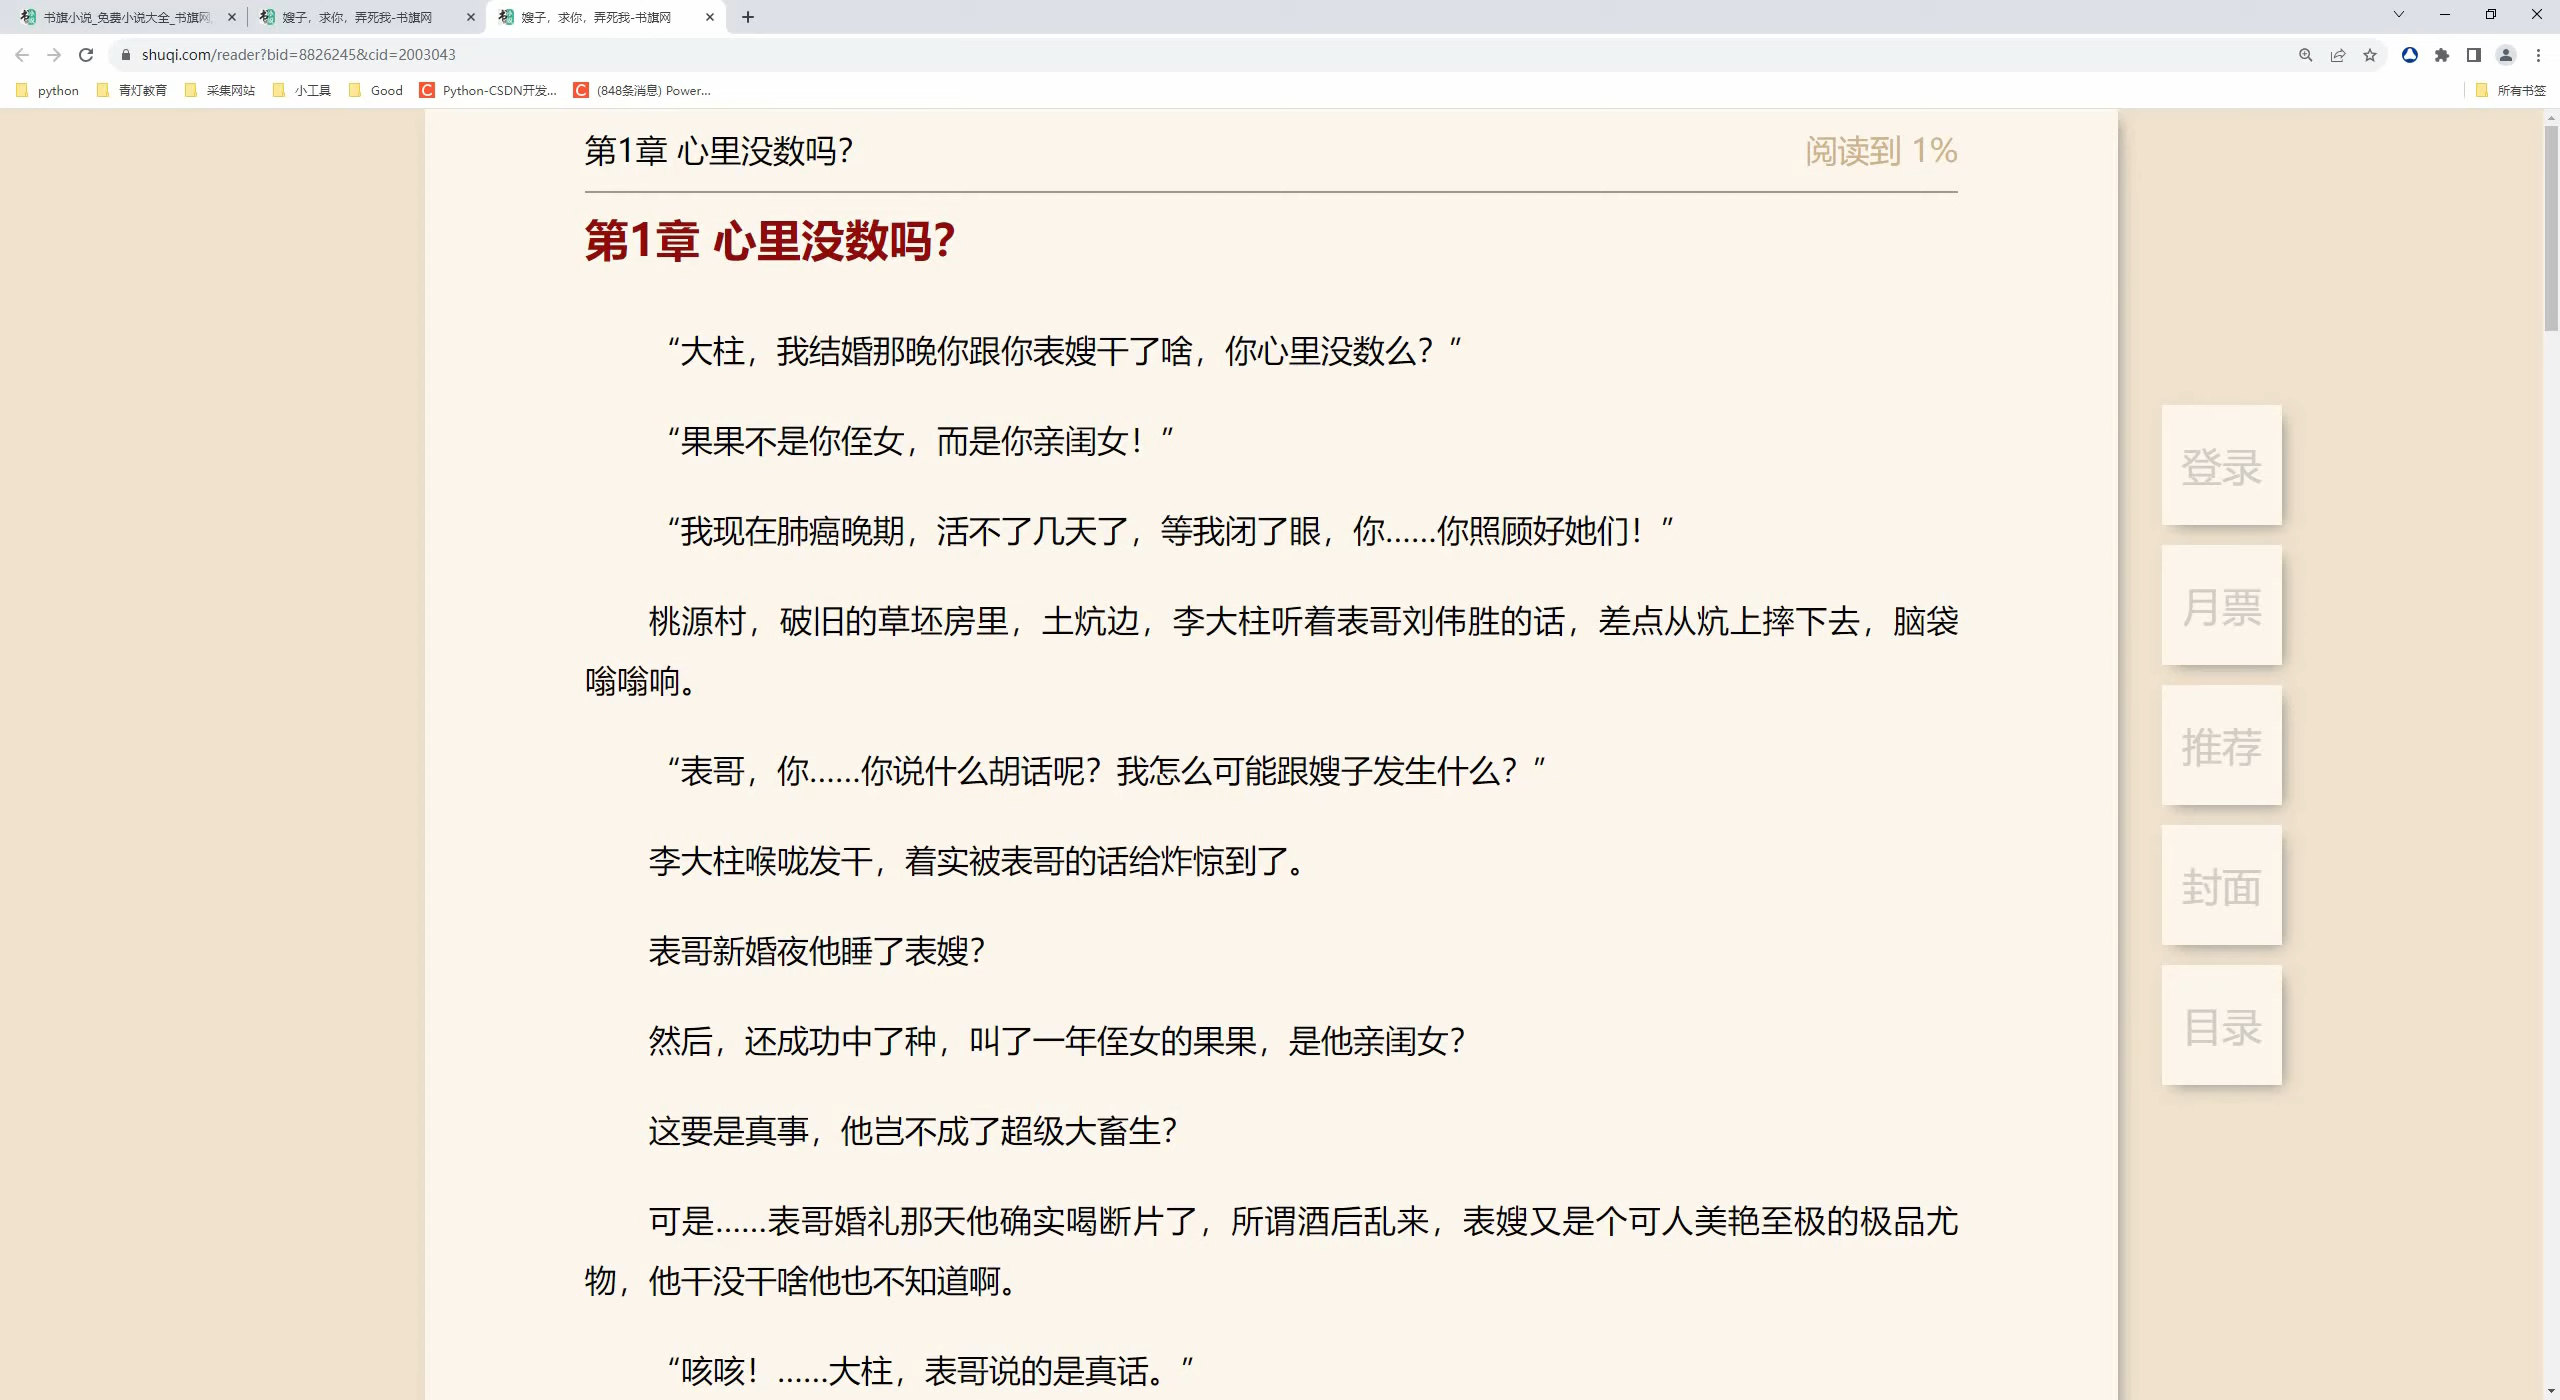 书旗小说_免费小说大全_书旗网
嫂子，求你，弄死我-书旗网
嫂子，求你，弄死我-书旗网
shuqi.com/reader?bid=8826245&cid=2003043
python
青灯教育
采集网站
小工具
Good
Python-CSDN开发...
(848条消息) Power...
所有书签
第1章 心里没数吗？
阅读到 1%
第1章 心里没数吗？
“大柱，我结婚那晚你跟你表嫂干了啥，你心里没数么？”
“果果不是你侄女，而是你亲闺女！”
“我现在肺癌晚期，活不了几天了，等我闭了眼，你……你照顾好她们！”
桃源村，破旧的草坯房里，土炕边，李大柱听着表哥刘伟胜的话，差点从炕上摔下去，脑袋
嗡嗡响。
“表哥，你……你说什么胡话呢？我怎么可能跟嫂子发生什么？”
李大柱喉咙发干，着实被表哥的话给炸惊到了。
表哥新婚夜他睡了表嫂？
然后，还成功中了种，叫了一年侄女的果果，是他亲闺女？
这要是真事，他岂不成了超级大畜生？
可是……表哥婚礼那天他确实喝断片了，所谓酒后乱来，表嫂又是个可人美艳至极的极品尤
物，他干没干啥他也不知道啊。
“咳咳！……大柱，表哥说的是真话。”
登录
月票
推荐
封面
目录